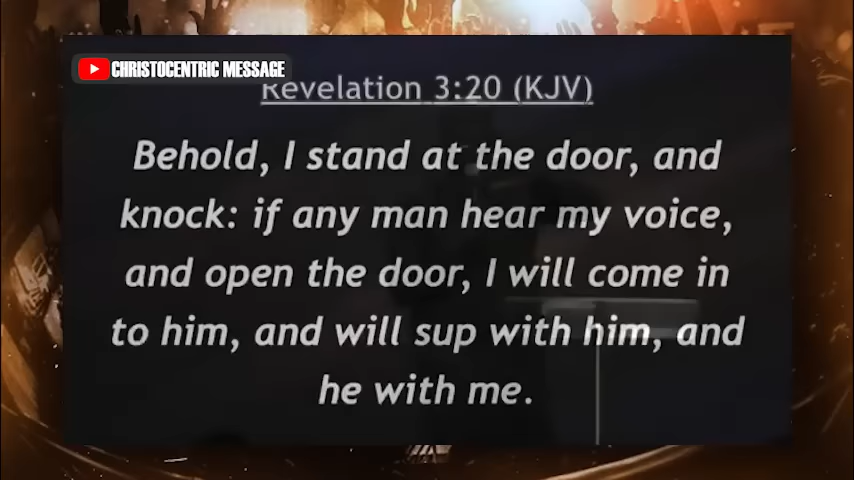 CHRISTOCENTRIC MESSAGE
Revelation 3:20 (KJV)
Behold, I stand at the door, and
knock: if any man hear my voice,
and open the door, I will come in
to him, and will sup with him, and
he with me.